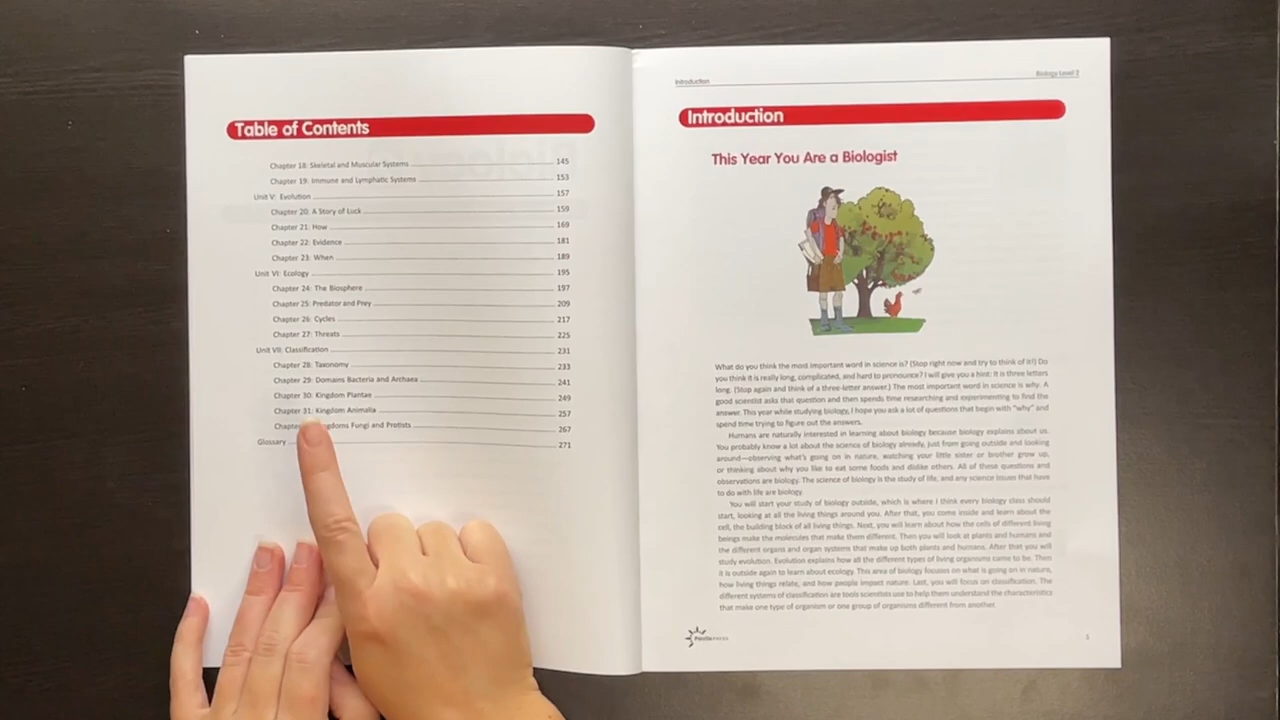 Table of Contents
Chapter 18: Skeletal and Muscular Systems 145
Chapter 19: Immune and Lymphatic Systems 153
Unit V: Evolution 157
Chapter 20: A Story of Luck 159
Chapter 21: How 169
Chapter 22: Evidence 181
Chapter 23: When 189
Unit VI: Ecology 195
Chapter 24: The Biosphere 197
Chapter 25: Predator and Prey 209
Chapter 26: Cycles 217
Chapter 27: Threats 225
Unit VII: Classification 231
Chapter 28: Taxonomy 233
Chapter 29: Domains Bacteria and Archaea 241
Chapter 30: Kingdom Plantae 249
Chapter 31: Kingdom Animalia 257
Fungi and Protists 267
Glossary 271
Introduction
Biology Level 2
Introduction
This Year You Are a Biologist
What do you think the most important word in science is? (Stop right now and try to think of it!) Do
you think it is really long, complicated, and hard to pronounce? I will give you a hint: It is three letters
long. (Stop again and think of a three-letter answer.) The most important word in science is why. A
good scientist asks that question and then spends time researching and experimenting to find the
answer. This year while studying biology, I hope you ask a lot of questions that begin with "why" and
spend time trying to figure out the answers.
Humans are naturally interested in learning about biology because biology explains about us.
You probably know a lot about the science of biology already, just from going outside and looking
around—observing what's going on in nature, watching your little sister or brother grow up,
or thinking about why you like to eat some foods and dislike others. All of these questions and
observations are biology. The science of biology is the study of life, and any science issues that have
to do with life are biology.
You will start your study of biology outside, which is where I think every biology class should
start, looking at all the living things around you. After that, you come inside and learn about the
cell, the building block of all living things. Next, you will learn about how the cells of different living
beings make the molecules that make them different. Then you will look at plants and humans and
the different organs and organ systems that make up both plants and humans. After that you will
study evolution. Evolution explains how all the different types of living organisms came to be. Then
it is outside again to learn about ecology. This area of biology focuses on what is going on in nature,
how living things relate, and how people impact nature. Last, you will focus on classification. The
different systems of classification are tools scientists use to help them understand the characteristics
that make one type of organism or one group of organisms different from another.
5